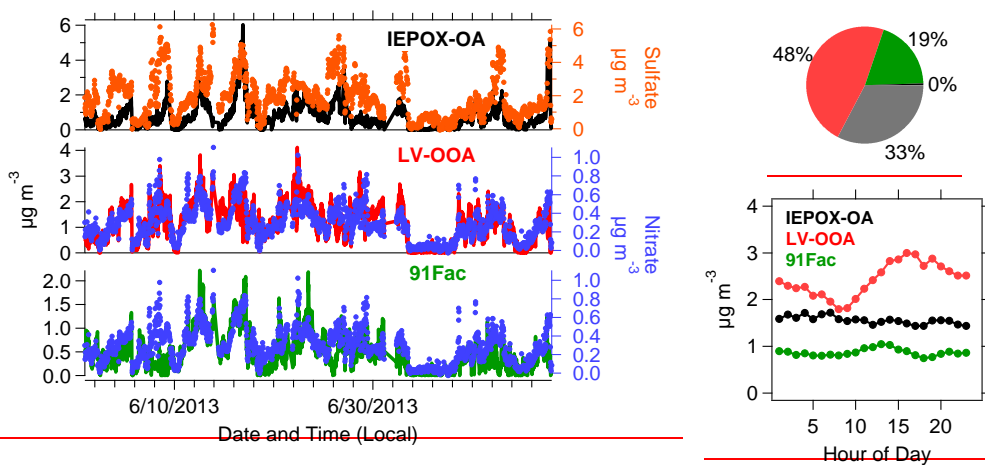 IEPOX-OA
6
4
2
0
6
4
2
0
Sulfate
µg m-3
LV-OOA
4
3
2
1
0
1.0
0.8
0.6
0.4
0.2
0.0
Nitrate
µg m-3
µg m-3
91Fac
2.0
1.5
1.0
0.5
0.0
1.0
0.8
0.6
0.4
0.2
0.0
6/10/2013 6/30/2013
Date and Time (Local)
48%
19%
0%
33%
IEPOX-OA
LV-OOA
91Fac
4
3
2
1
0
µg m-3
5 10 15 20
Hour of Day